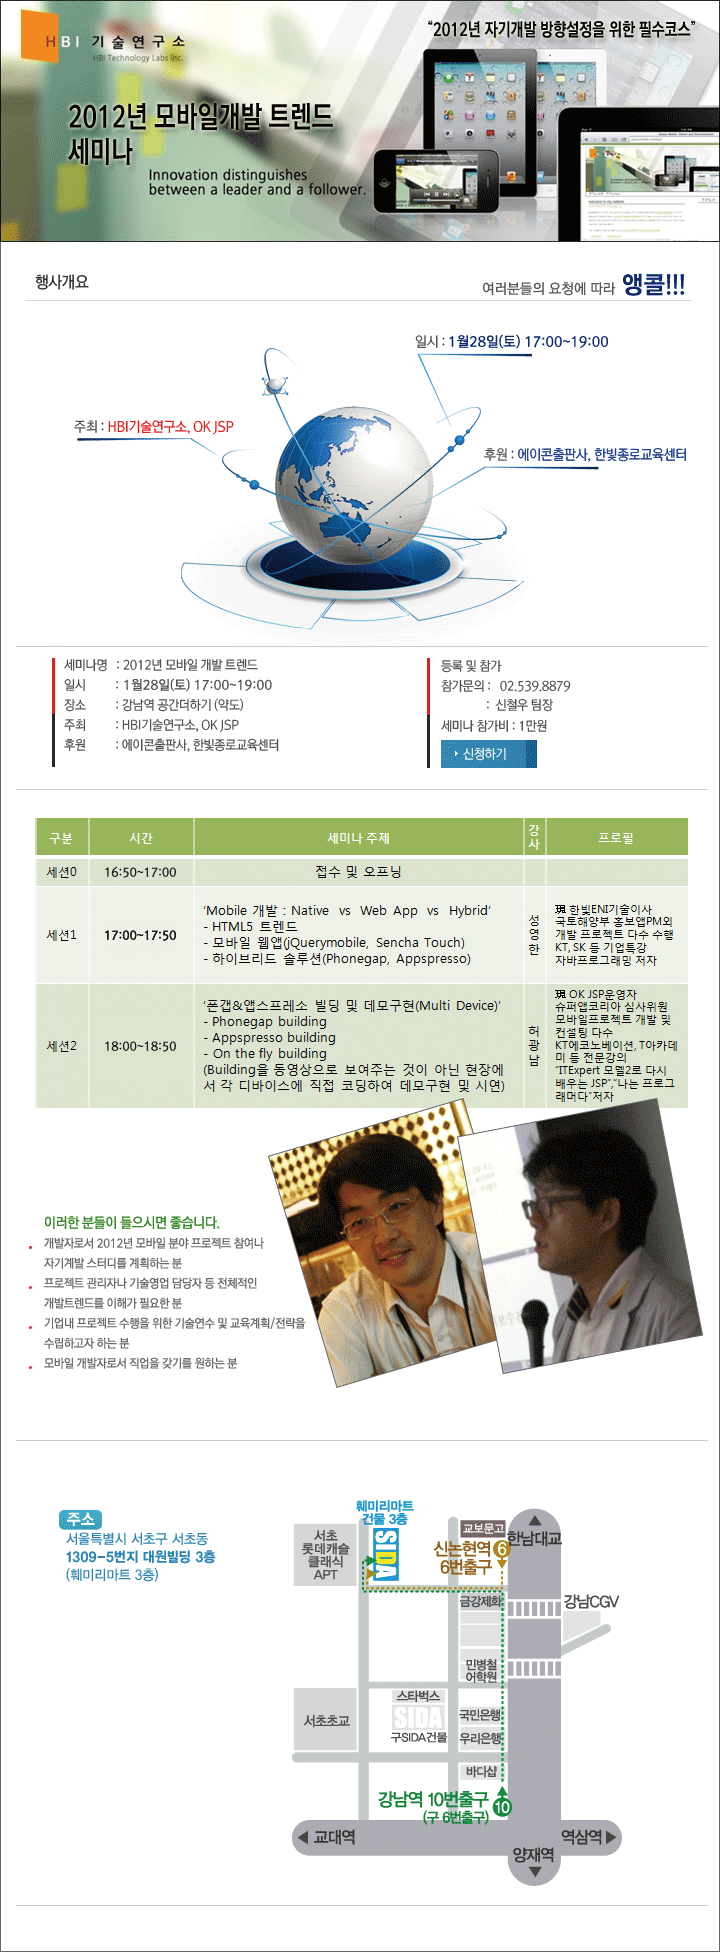 HBI 기술연구소
HBI Technology Labs Inc.
“2012년 자기개발 방향설정을 위한 필수코스”
2012년 모바일개발 트렌드
세미나
Innovation distinguishes
between a leader and a follower.
행사개요
여러분들의 요청에 따라 앵콜!!!
일시 : 1월28일(토) 17:00~19:00
주최 : HBI기술연구소, OK JSP
후원 : 에이콘출판사, 한빛종로교육센터
세미나명 : 2012년 모바일 개발 트렌드
일시 : 1월28일(토) 17:00~19:00
장소 : 강남역 공간더하기 (약도)
주최 : HBI기술연구소, OK JSP
후원 : 에이콘출판사, 한빛종로교육센터
등록 및 참가
참가문의 : 02.539.8879
: 신철우 팀장
세미나 참가비 : 1만원
신청하기
구분 시간 세미나 주제 강사 프로필
세션0 16:50~17:00 접수 및 오프닝
세션1 17:00~17:50
‘Mobile 개발 : Native vs Web App vs Hybrid’
- HTML5 트렌드
- 모바일 웹앱(jQuerymobile, Sencha Touch)
- 하이브리드 솔루션(Phonegap, Appspresso)
성영한
現 한빛ENI기술이사
국토해양부 홍보앱PM외
개발 프로젝트 다수 수행
KT, SK 등 기업특강
자바프로그래밍 저자
세션2 18:00~18:50
‘폰갭&앱스프레소 빌딩 및 데모구현(Multi Device)’
- Phonegap building
- Appspresso building
- On the fly building
(Building을 동영상으로 보여주는 것이 아닌 현장에
서 각 디바이스에 직접 코딩하여 데모구현 및 시연)
허광남
現 OK JSP운영자
슈퍼앱코리아 심사위원
모바일프로젝트 개발 및
컨설팅 다수
KT에코노베이션, T아카데
미 등 전문강의
“ITExpert 모델2로 다시
배우는 JSP”,“나는 프로그
래머다”저자
이러한 분들이 들으시면 좋습니다.
개발자로서 2012년 모바일 분야 프로젝트 참여나
자기계발 스터디를 계획하는 분
프로젝트 관리자나 기술영업 담당자 등 전체적인
개발트렌드를 이해가 필요한 분
기업내 프로젝트 수행을 위한 기술연수 및 교육계획/전략을
수립하고자 하는 분
모바일 개발자로서 직업을 갖기를 원하는 분
주소
서울특별시 서초구 서초동
1309-5번지 대원빌딩 3층
(훼미리마트 3층)
훼미리마트
건물 3층
SIDA
서초
롯데캐슬
클래식
APT
교보문고
신논현역 6
6번출구
한남대교
금강제화
강남CGV
민병철
어학원
스타벅스
SIDA
구SIDA건물
국민은행
우리은행
서초초교
바디샵
강남역 10번출구 10
(구 6번출구)
교대역
역삼역
양재역